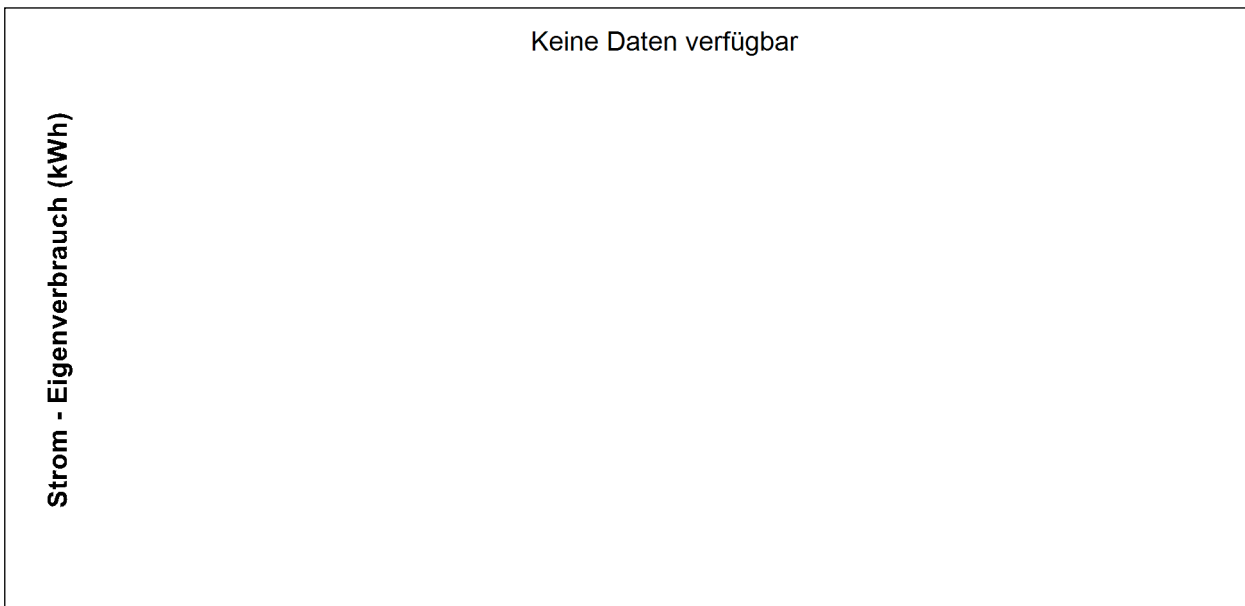 Keine Daten verfügbar
Strom - Eigenverbrauch (kWh)